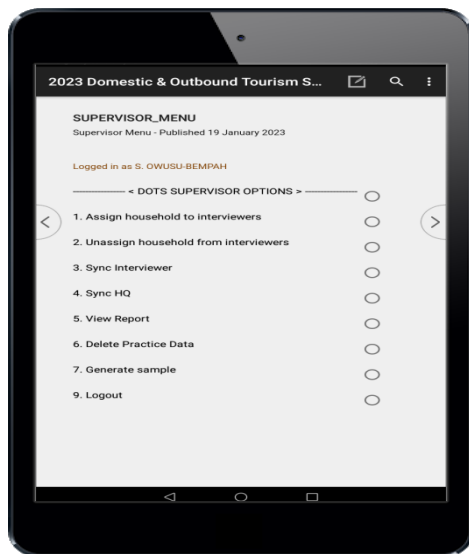 2023 Domestic & Outbound Tourism S...
SUPERVISOR_MENU
Supervisor Menu - Published 19 January 2023
Logged in as S. OWUSU-BEMPAH
< DOTS SUPERVISOR OPTIONS >
1. Assign household to interviewers
2. Unassign household from interviewers
3. Sync Interviewer
4. Sync HQ
5. View Report
6. Delete Practice Data
7. Generate sample
9. Logout